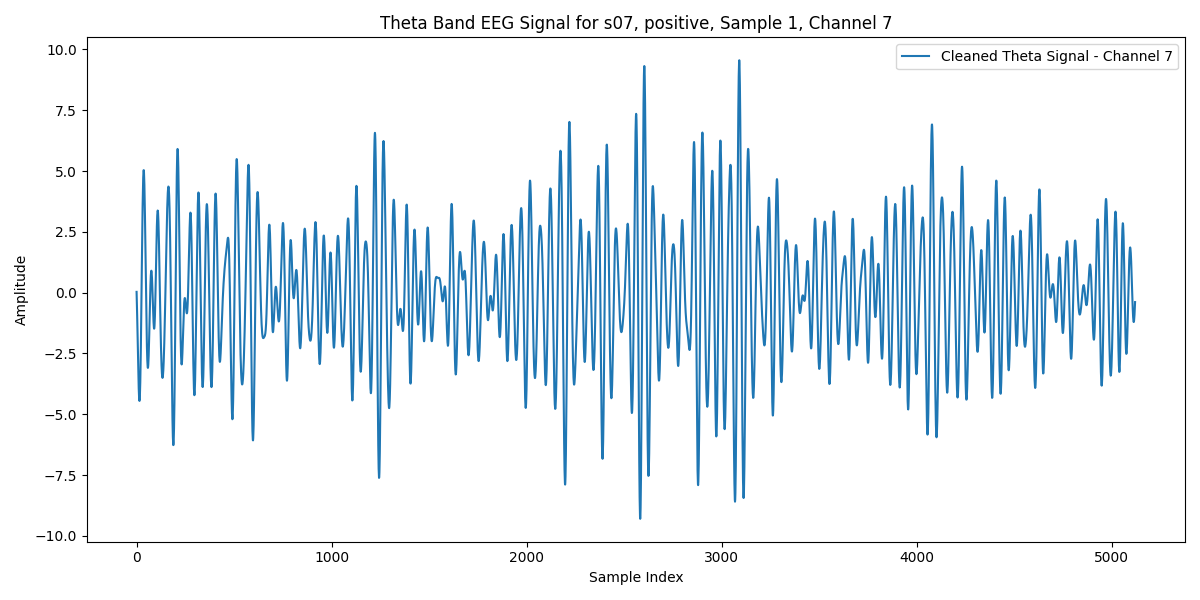 Theta Band EEG Signal for s07, positive, Sample 1, Channel 7
Cleaned Theta Signal - Channel 7
10.0
7.5
5.0
2.5
0.0
−2.5
−5.0
−7.5
−10.0
Amplitude
0 1000 2000 3000 4000 5000
Sample Index